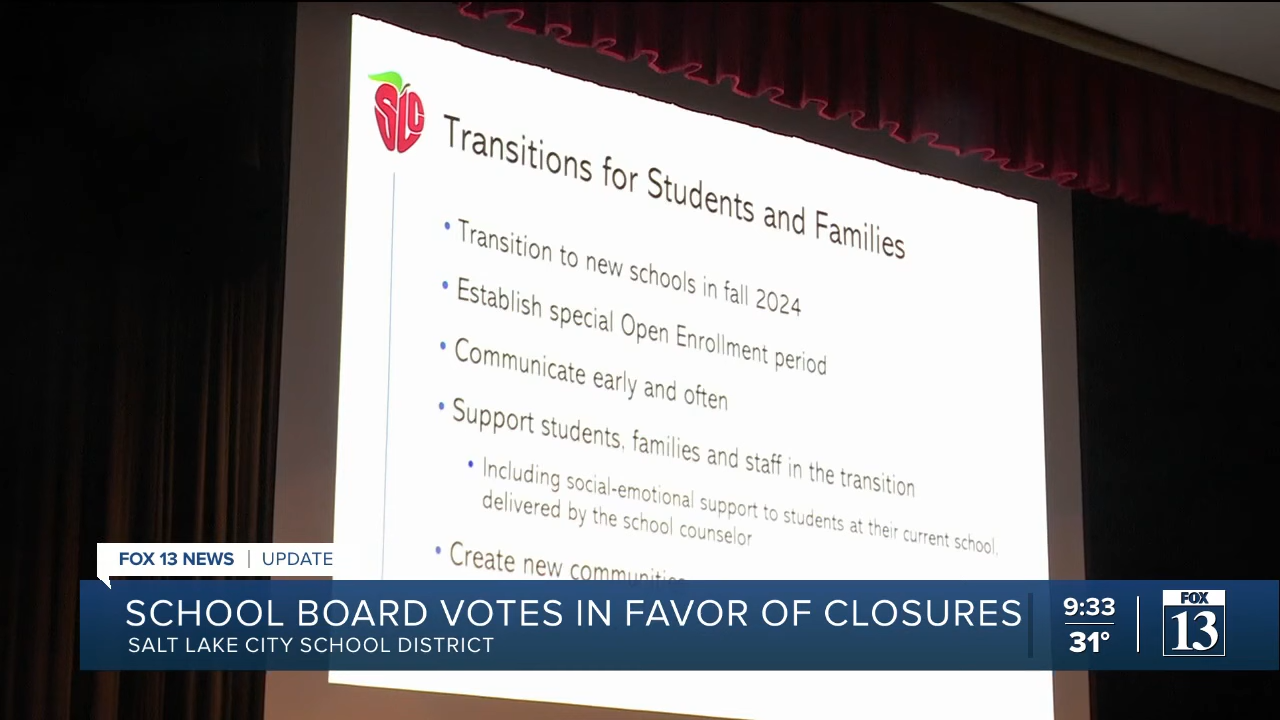 SLC
Transitions for Students and Families
• Transition to new schools in fall 2024
• Establish special Open Enrollment period
• Communicate early and often
• Support students, families and staff in the transition
• Including social-emotional support to students at their current school,
delivered by the school counselor
• Create new communities
FOX 13 NEWS | UPDATE
SCHOOL BOARD VOTES IN FAVOR OF CLOSURES
SALT LAKE CITY SCHOOL DISTRICT
9:33
31°
FOX
13